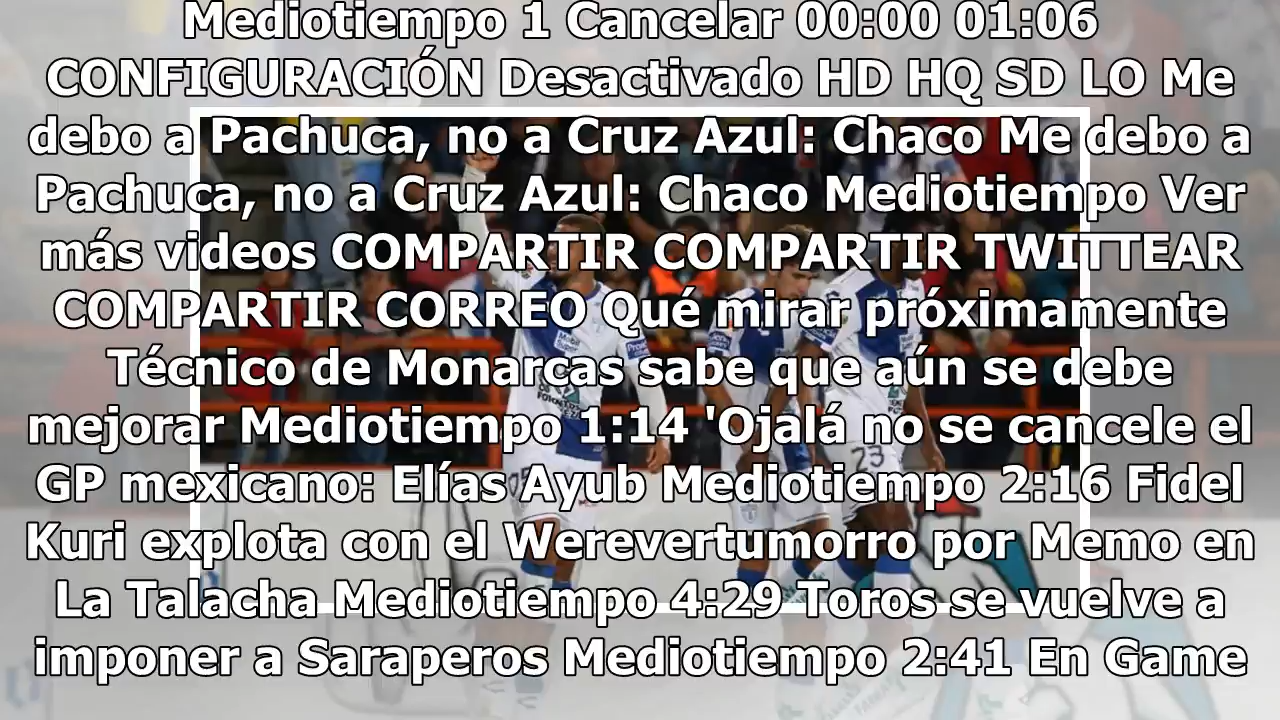 Mediotiempo 1 Cancelar 00:00 01:06
CONFIGURACIÓN Desactivado HD HQ SD LO Me
debo a Pachuca, no a Cruz Azul: Chaco Me debo a
Pachuca, no a Cruz Azul: Chaco Mediotiempo Ver
más videos COMPARTIR COMPARTIR TWITTEAR
COMPARTIR CORREO Qué mirar próximamente
Técnico de Monarcas sabe que aún se debe
mejorar Mediotiempo 1:14 'Ojalá no se cancele el
GP mexicano: Elías Ayub Mediotiempo 2:16 Fidel
Kuri explota con el Werevertumorro por Memo en
La Talacha Mediotiempo 4:29 Toros se vuelve a
imponer a Saraperos Mediotiempo 2:41 En Game
23